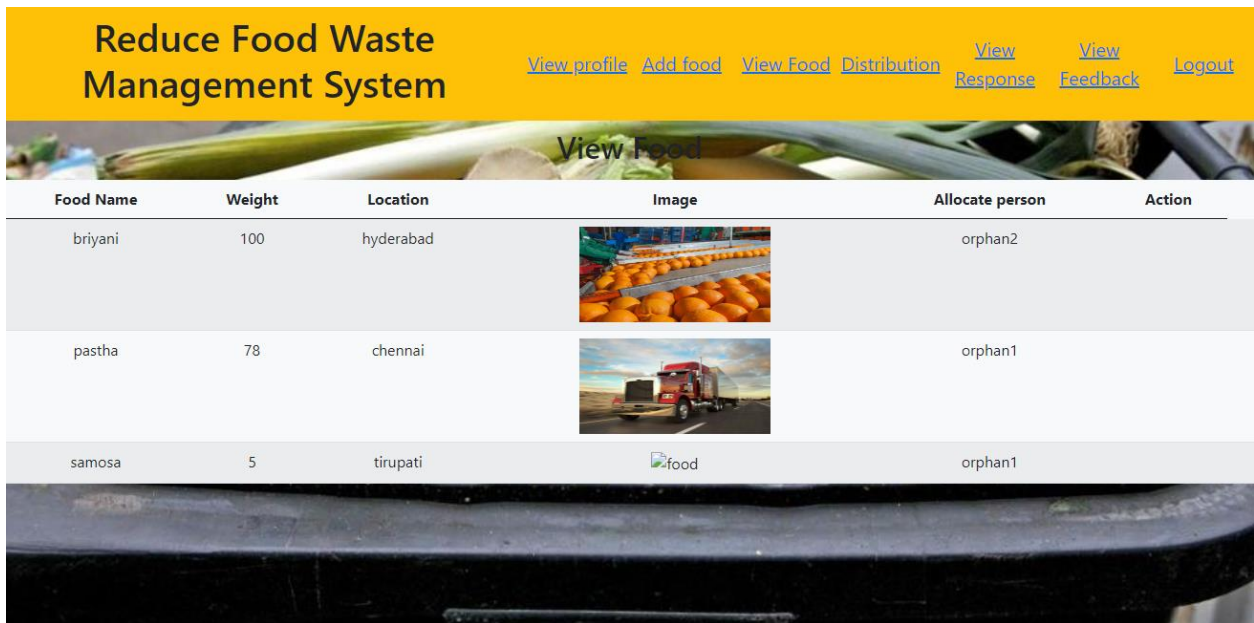 Reduce Food Waste
Management System
View profile Add food View Food Distribution View Response View Feedback Logout
View Food
Food Name Weight Location Image Allocate person Action
briyani 100 hyderabad orphan2
pastha 78 chennai orphan1
samosa 5 tirupati food orphan1